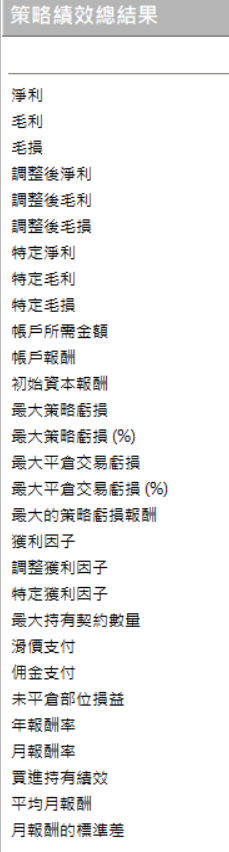 策略績效總結果
淨利
毛利
毛損
調整後淨利
調整後毛利
調整後毛損
特定淨利
特定毛利
特定毛損
帳戶所需金額
帳戶報酬
初始資本報酬
最大策略虧損
最大策略虧損 (%)
最大平倉交易虧損
最大平倉交易虧損 (%)
最大的策略虧損報酬
獲利因子
調整獲利因子
特定獲利因子
最大持有契約數量
滑價支付
佣金支付
未平倉部位損益
年報酬率
月報酬率
買進持有績效
平均月報酬
月報酬的標準差